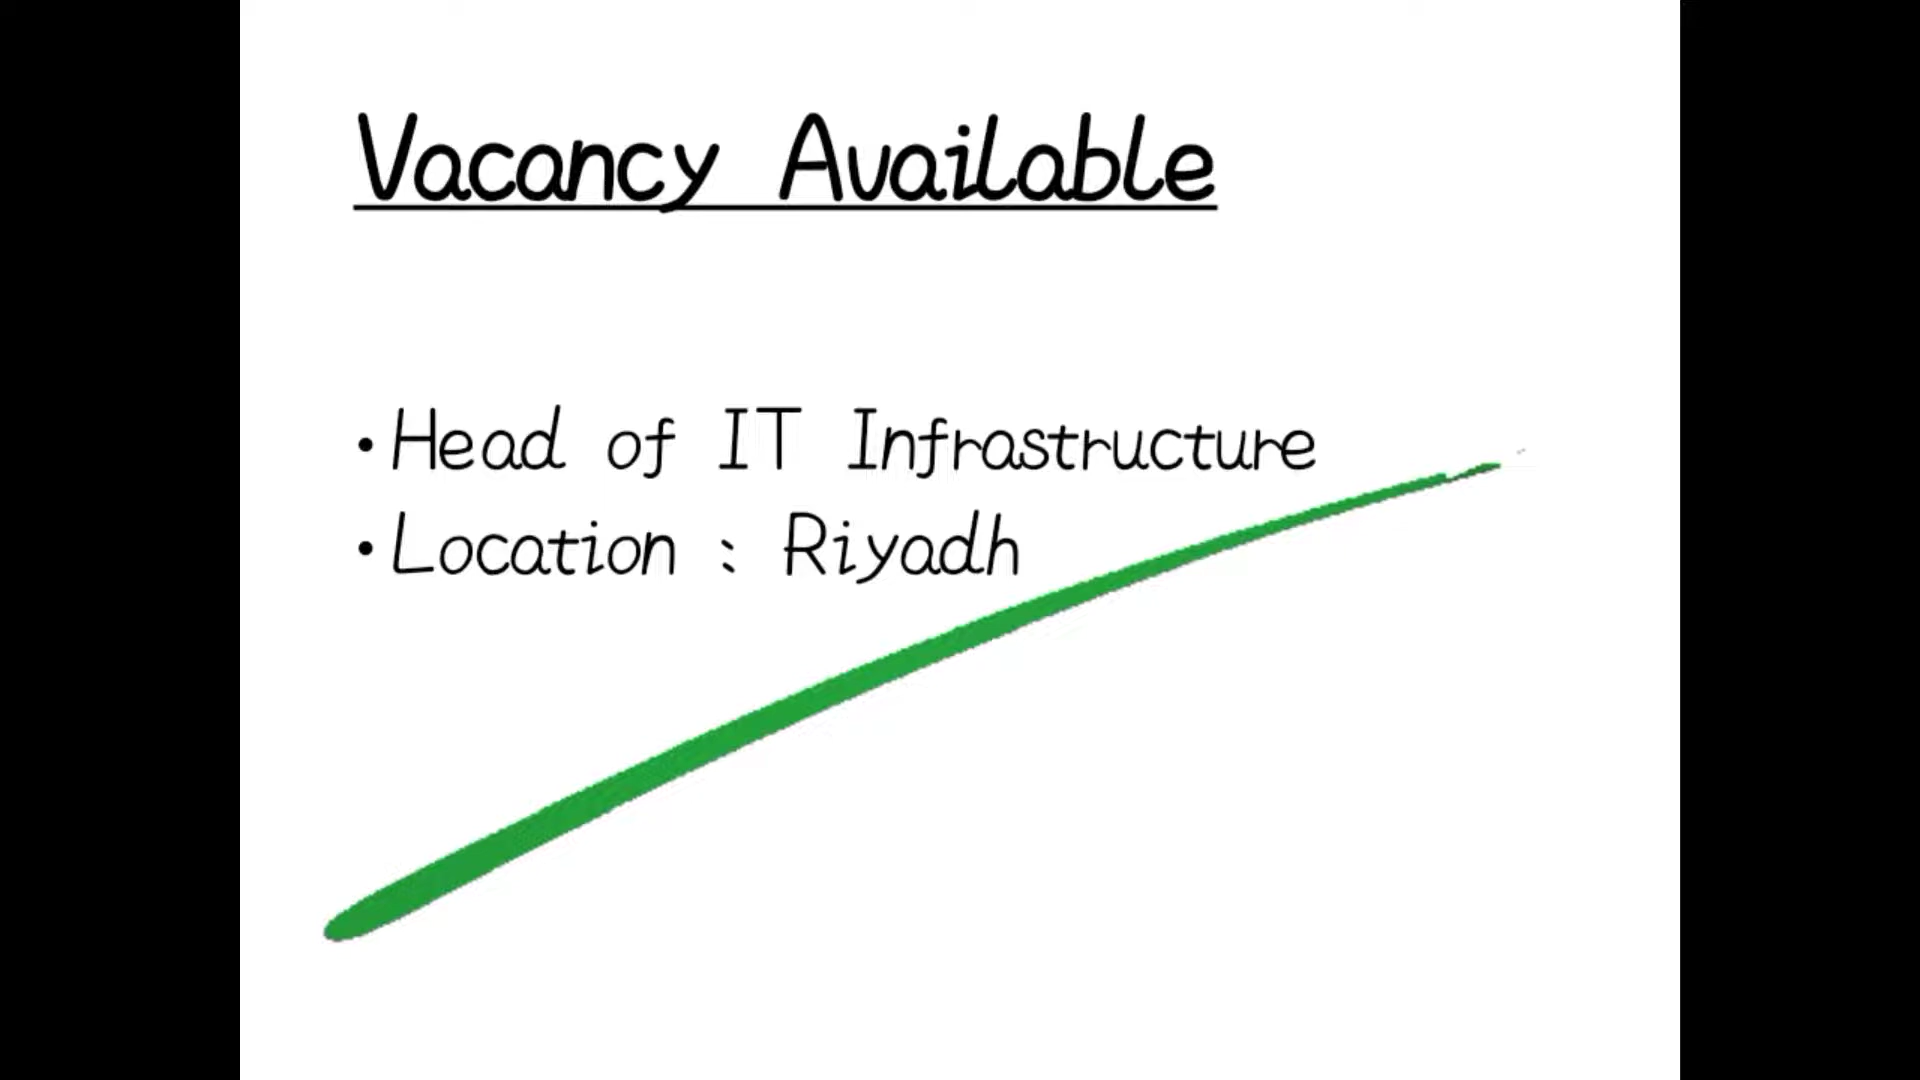 Vacancy Available
• Head of IT Infrastructure
• Location : Riyadh